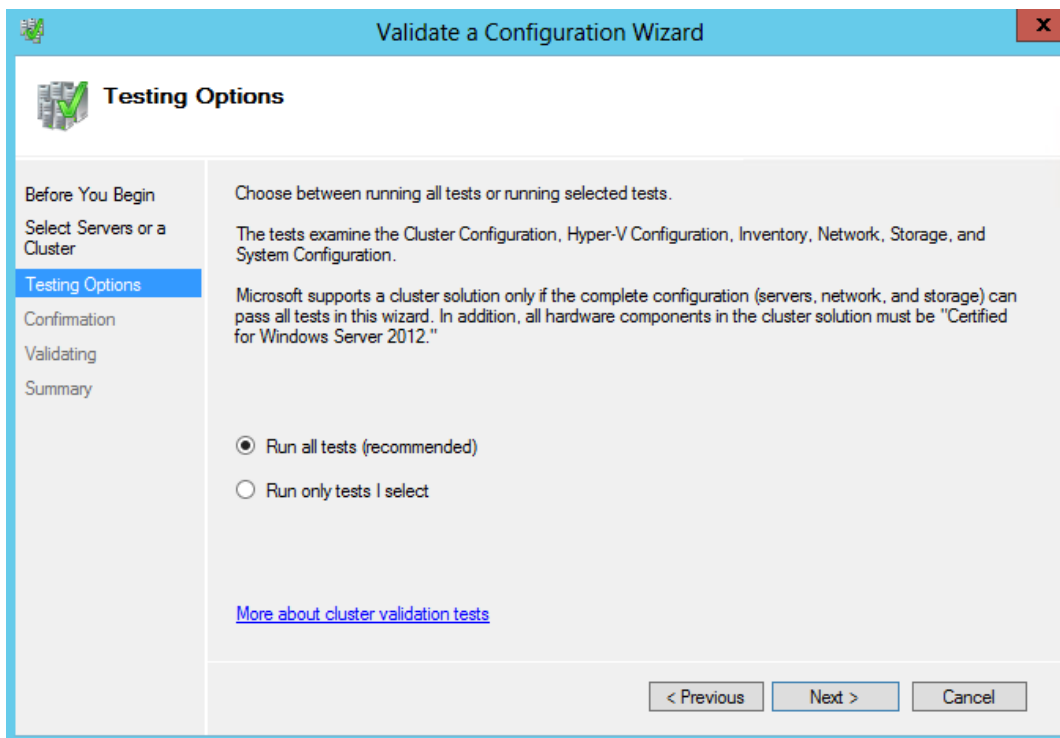 Validate a Configuration Wizard
x
Testing Options
Before You Begin
Select Servers or a
Cluster
Testing Options
Confirmation
Validating
Summary
Choose between running all tests or running selected tests.
The tests examine the Cluster Configuration, Hyper-V Configuration, Inventory, Network, Storage, and
System Configuration.
Microsoft supports a cluster solution only if the complete configuration (servers, network, and storage) can
pass all tests in this wizard. In addition, all hardware components in the cluster solution must be "Certified
for Windows Server 2012."
Run all tests (recommended)
Run only tests I select
More about cluster validation tests
< Previous
Next >
Cancel